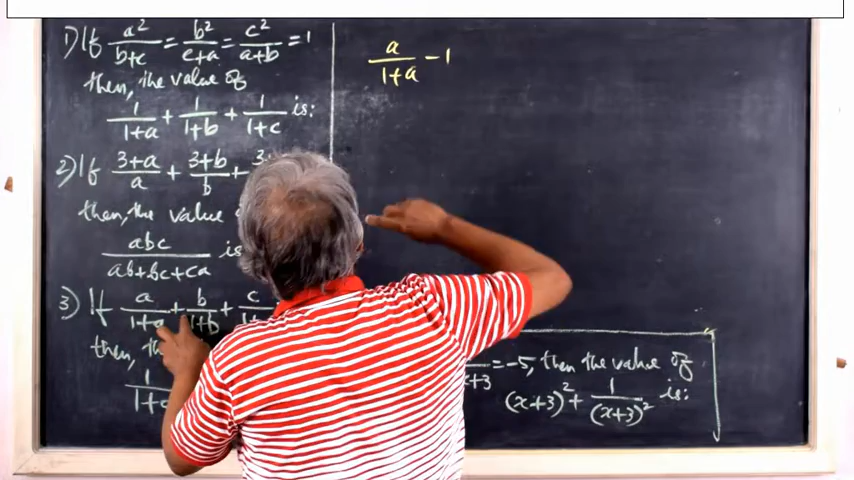 1) If a²/(b+c) = b²/(c+a) = c²/(a+b) = 1
then, the value of
1/(1+a) + 1/(1+b) + 1/(1+c) is:
2) If (3+a)/a + (3+b)/b + 3
then, the value
abc/(ab+bc+ca) is
3) If a/(1+a) + b/(1+b) + c/
then,
1/(1+
a/(1+a) - 1
x+3 = -5, then the value of
(x+3)² + 1/(x+3)² is: